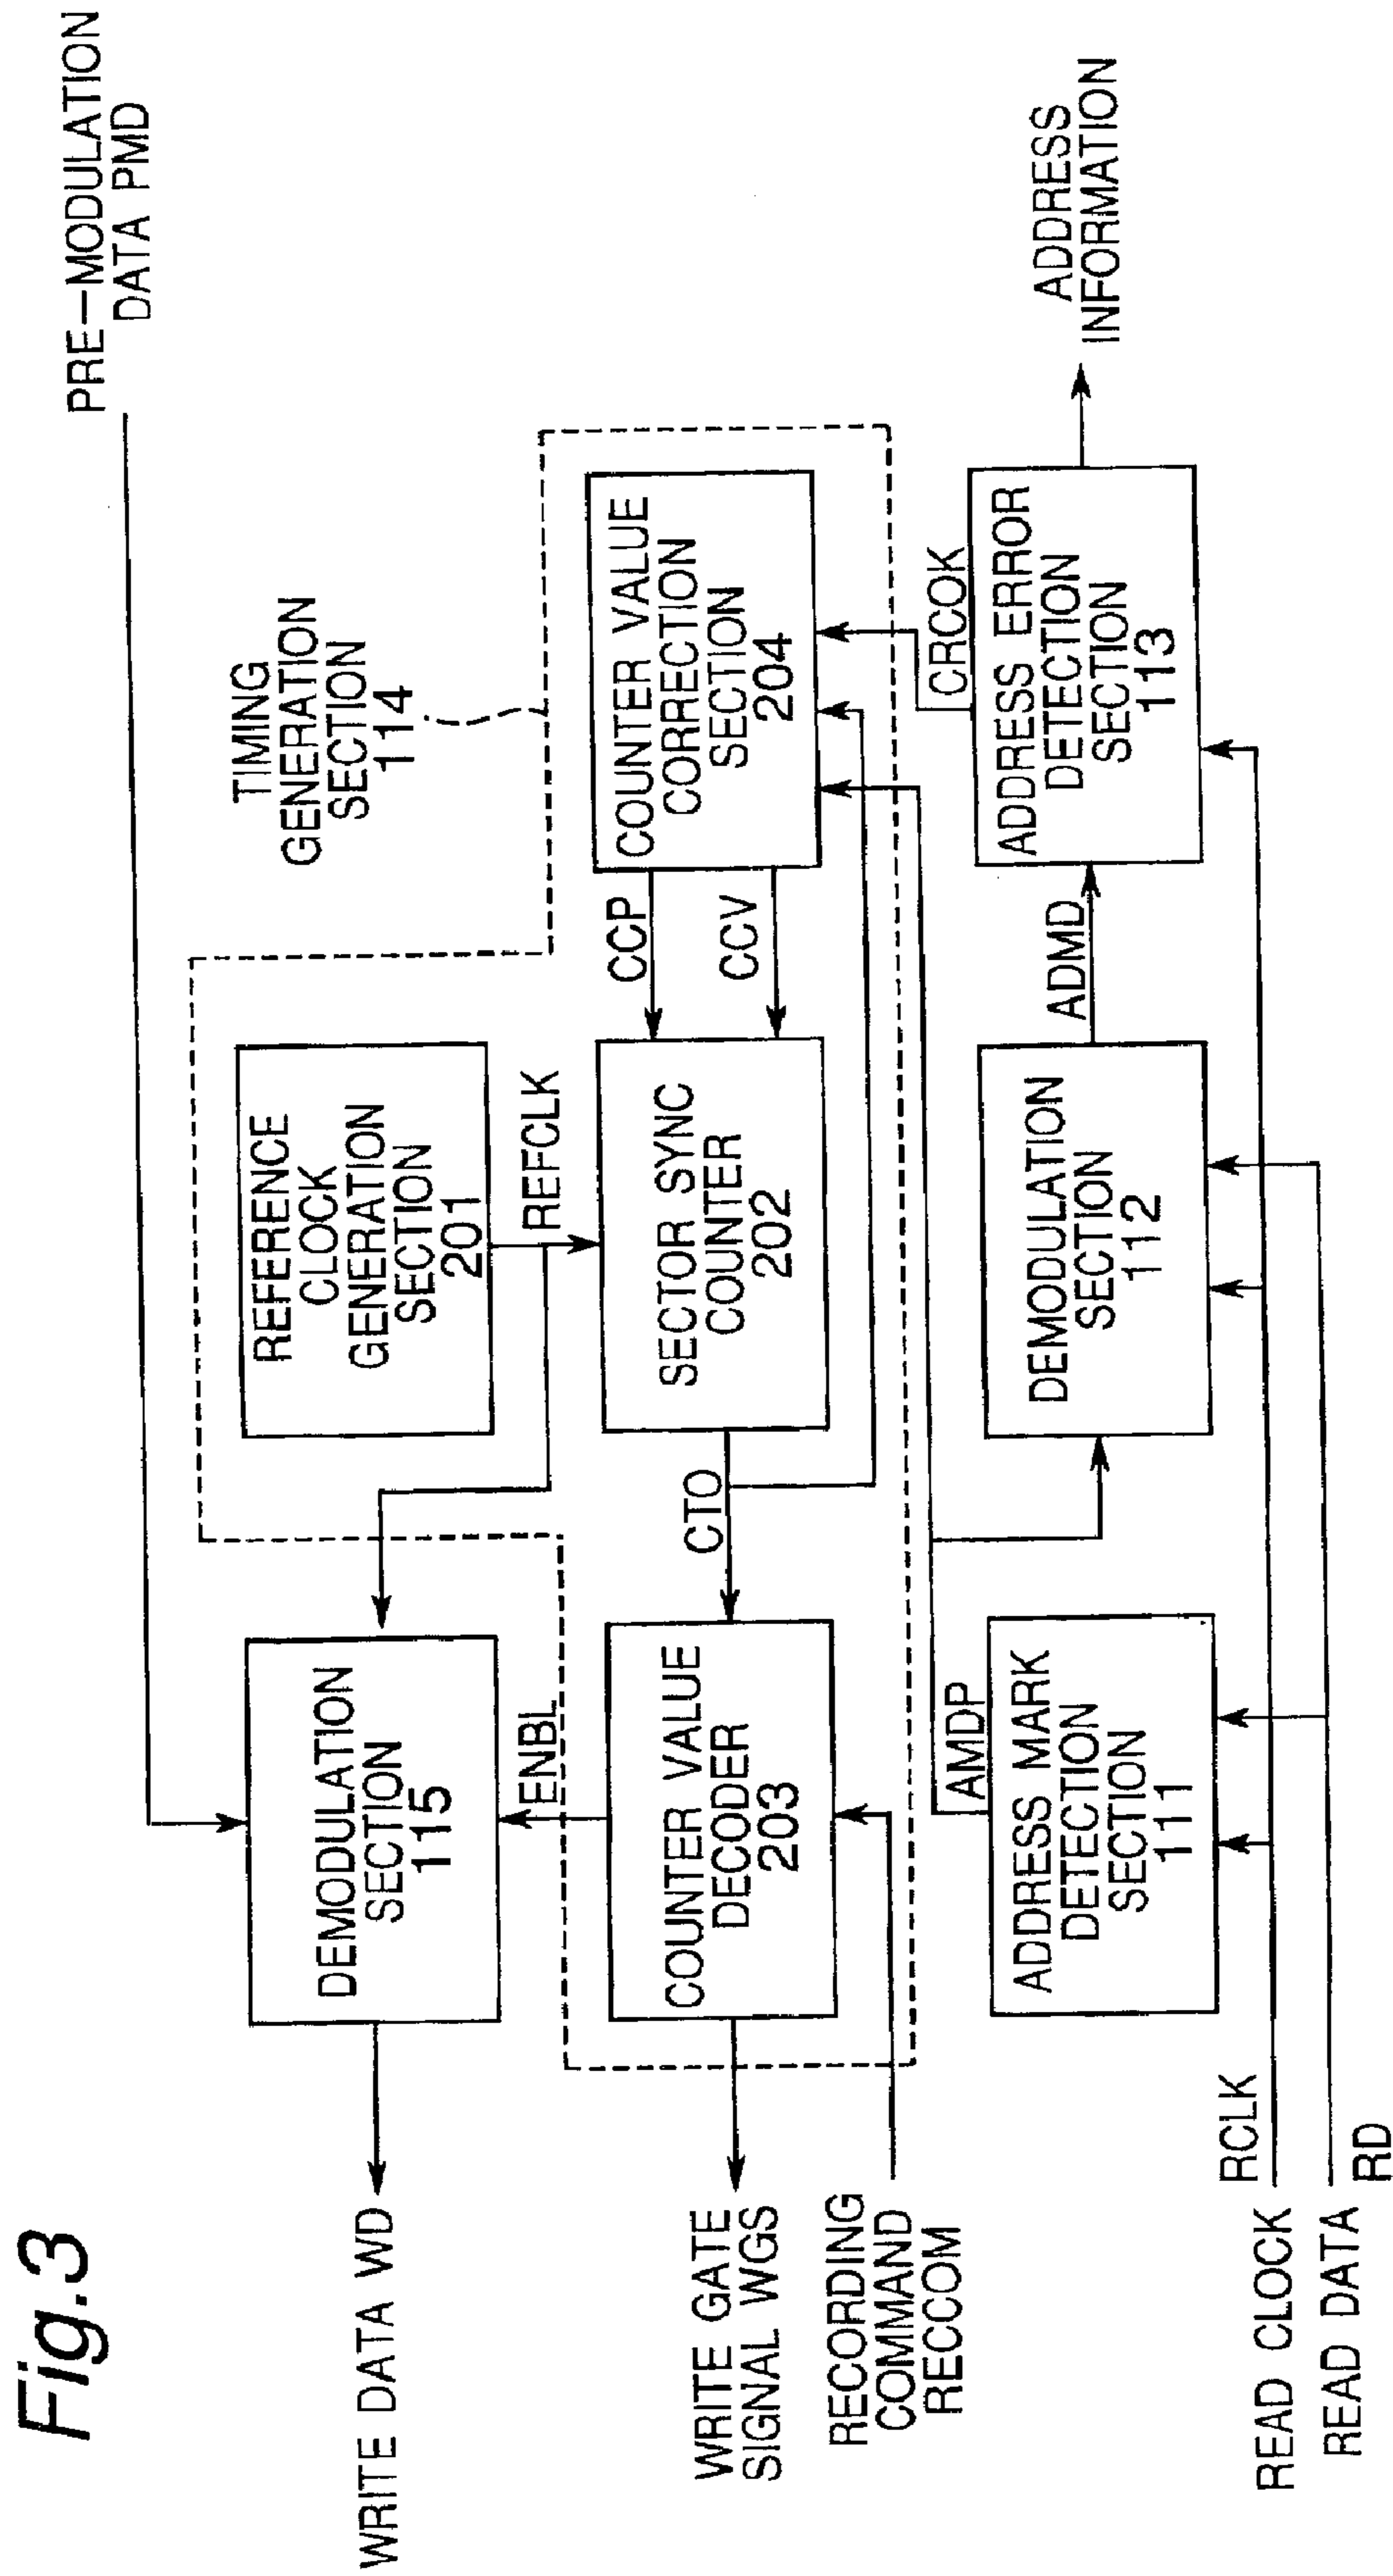 Fig.3
PRE-MODULATION
DATA PMD
WRITE DATA WD
DEMODULATION
SECTION
115
REFERENCE
CLOCK
GENERATION
SECTION
201
TIMING
GENERATION
SECTION
114
ENBL
REFCLK
WRITE GATE
SIGNAL WGS
COUNTER VALUE
DECODER
203
CTO
SECTOR SYNC
COUNTER
202
CCP
CCV
COUNTER VALUE
CORRECTION
SECTION
204
RECORDING
COMMAND
RECCOM
AMDP
CRCOK
ADDRESS MARK
DETECTION
SECTION
111
DEMODULATION
SECTION
112
ADMD
ADDRESS ERROR
DETECTION
SECTION
113
ADDRESS
INFORMATION
READ CLOCK RCLK
READ DATA RD